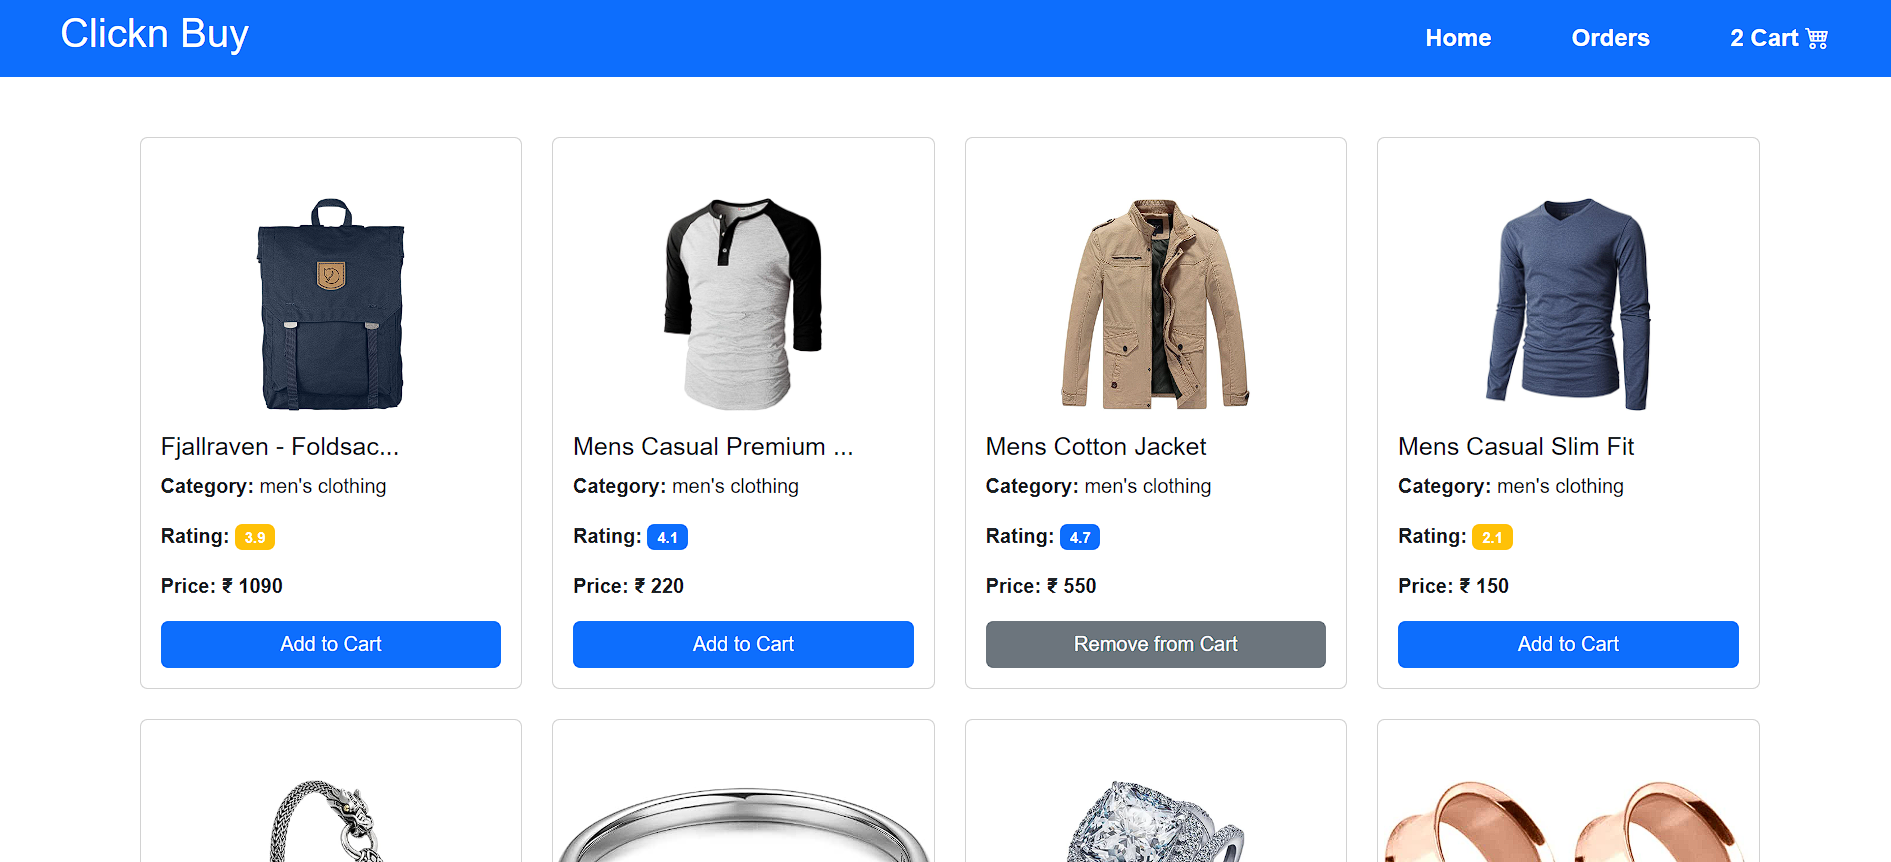 Clickn Buy
Home
Orders
2 Cart
Fjallraven - Foldsac...
Category: men's clothing
Rating: 3.9
Price: ₹ 1090
Add to Cart
Mens Casual Premium ...
Category: men's clothing
Rating: 4.1
Price: ₹ 220
Add to Cart
Mens Cotton Jacket
Category: men's clothing
Rating: 4.7
Price: ₹ 550
Remove from Cart
Mens Casual Slim Fit
Category: men's clothing
Rating: 2.1
Price: ₹ 150
Add to Cart